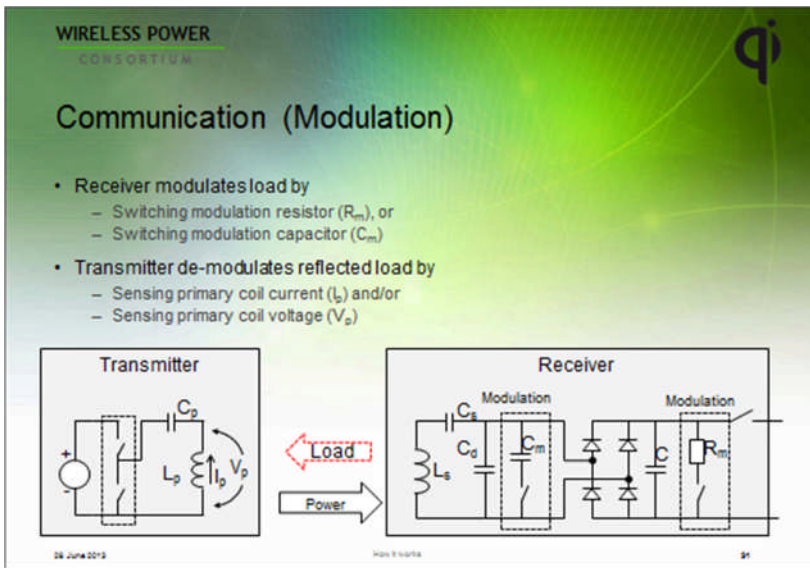 WIRELESS POWER
CONSORTIUM
qi
Communication (Modulation)
• Receiver modulates load by
– Switching modulation resistor (Rm), or
– Switching modulation capacitor (Cm)
• Transmitter de-modulates reflected load by
– Sensing primary coil current (Ip) and/or
– Sensing primary coil voltage (Vp)
Transmitter
Cp
+
-
Lp
Ip
Vp
Load
Power
Receiver
Modulation
Modulation
Cs
Cd
Cm
Ls
C
Rm
How it works
91